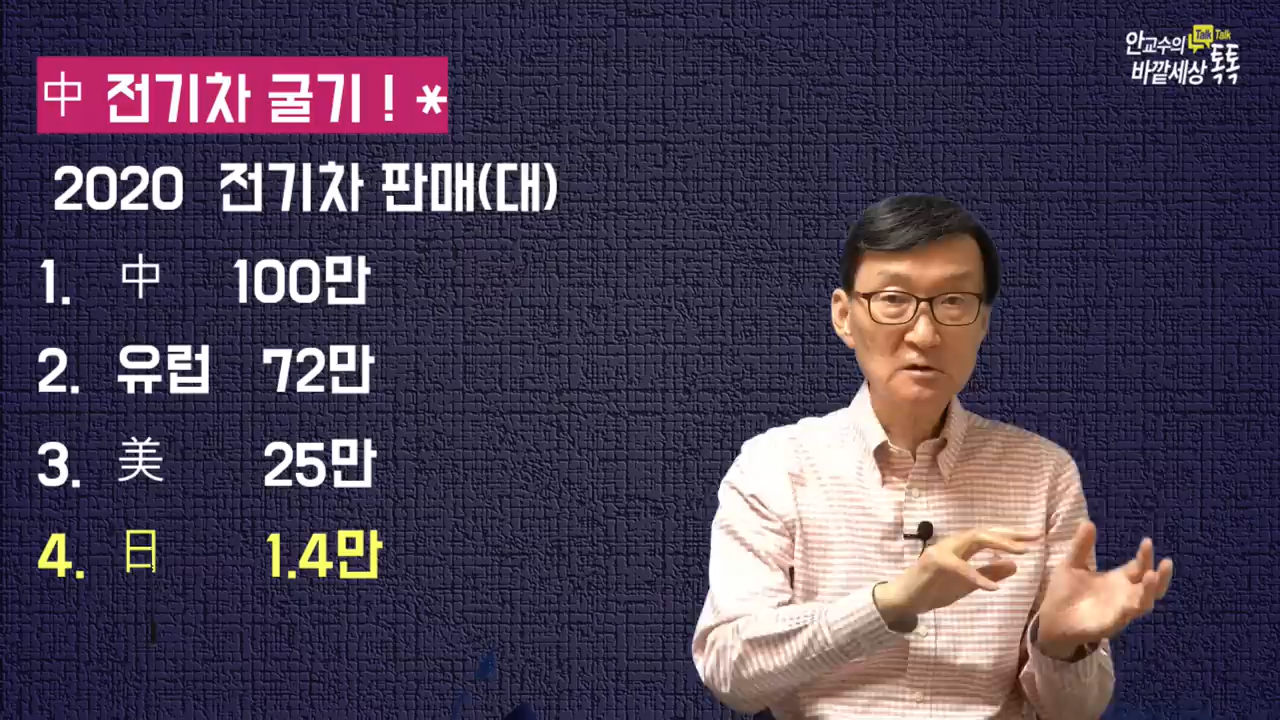 안교수의 Talk Talk
바깥세상 톡톡
中 전기차 굴기 ! *
2020 전기차 판매(대)
1. 中 100만
2. 유럽 72만
3. 美 25만
4. 日 1.4만